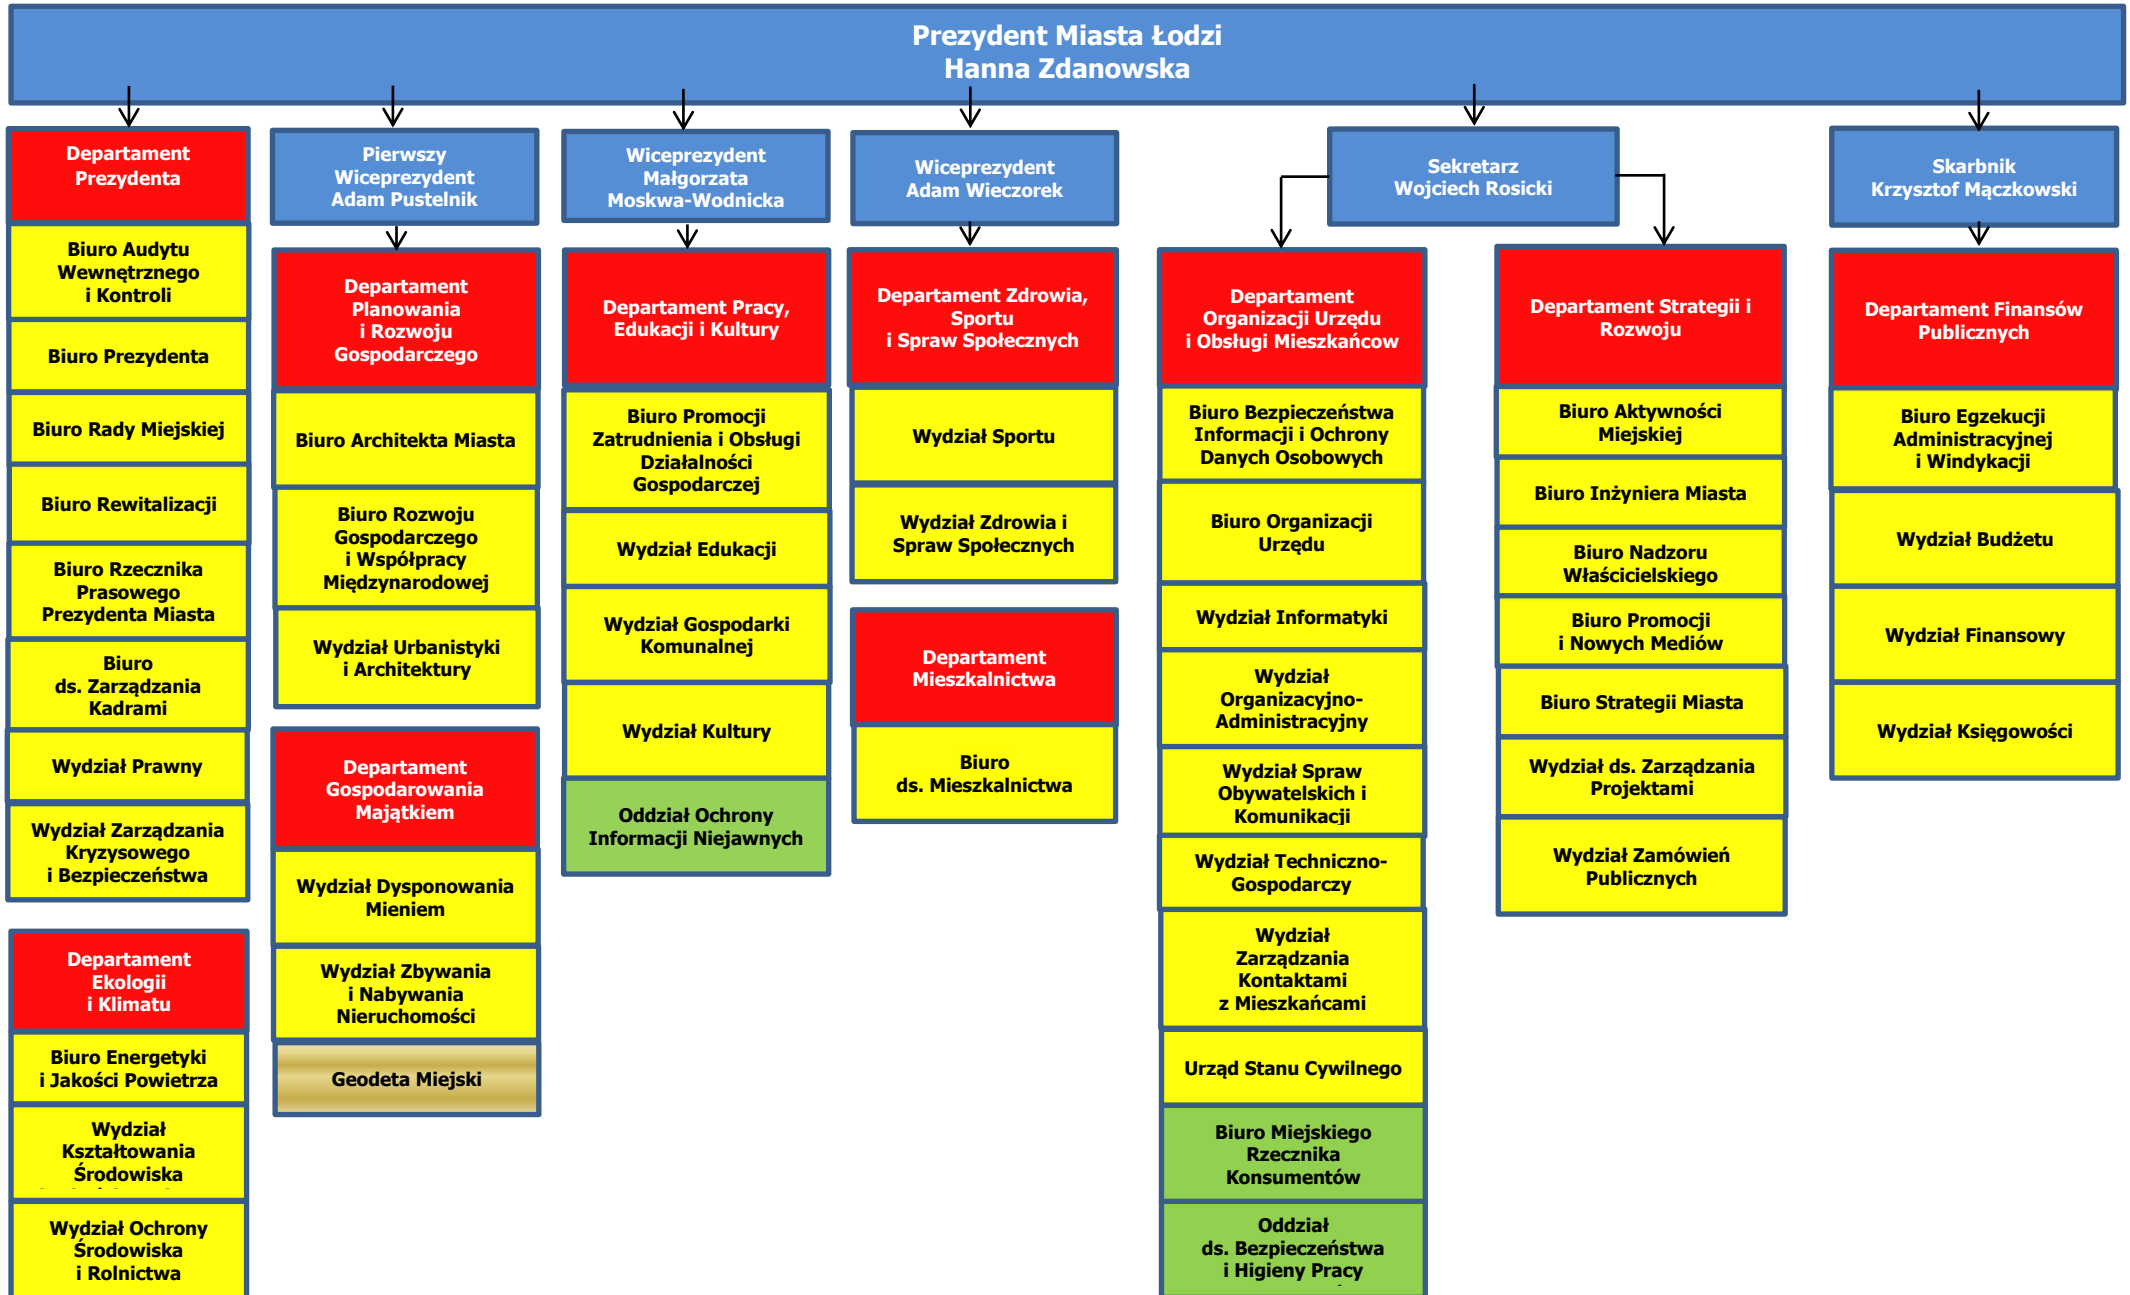 Prezydent Miasta Łodzi
Hanna Zdanowska
Departament
Prezydenta
Biuro Audytu
Wewnętrznego
i Kontroli
Biuro Prezydenta
Biuro Rady Miejskiej
Biuro Rewitalizacji
Biuro Rzecznika
Prasowego
Prezydenta Miasta
Biuro
ds. Zarządzania
Kadrami
Wydział Prawny
Wydział Zarządzania
Kryzysowego
i Bezpieczeństwa
Departament
Ekologii
i Klimatu
Biuro Energetyki
i Jakości Powietrza
Wydział
Kształtowania
Środowiska
Wydział Ochrony
Środowiska
i Rolnictwa
Pierwszy
Wiceprezydent
Adam Pustelnik
Departament
Planowania
i Rozwoju
Gospodarczego
Biuro Architekta Miasta
Biuro Rozwoju
Gospodarczego
i Współpracy
Międzynarodowej
Wydział Urbanistyki
i Architektury
Departament
Gospodarowania
Majątkiem
Wydział Dysponowania
Mieniem
Wydział Zbywania
i Nabywania
Nieruchomości
Geodeta Miejski
Wiceprezydent
Małgorzata
Moskwa-Wodnicka
Departament Pracy,
Edukacji i Kultury
Biuro Promocji
Zatrudnienia i Obsługi
Działalności
Gospodarczej
Wydział Edukacji
Wydział Gospodarki
Komunalnej
Wydział Kultury
Oddział Ochrony
Informacji Niejawnych
Wiceprezydent
Adam Wieczorek
Departament Zdrowia,
Sportu
i Spraw Społecznych
Wydział Sportu
Wydział Zdrowia i
Spraw Społecznych
Departament
Mieszkalnictwa
Biuro
ds. Mieszkalnictwa
Sekretarz
Wojciech Rosicki
Departament
Organizacji Urzędu
i Obsługi Mieszkańcow
Biuro Bezpieczeństwa
Informacji i Ochrony
Danych Osobowych
Biuro Organizacji
Urzędu
Wydział Informatyki
Wydział
Organizacyjno-
Administracyjny
Wydział Spraw
Obywatelskich i
Komunikacji
Wydział Techniczno-
Gospodarczy
Wydział
Zarządzania
Kontaktami
z Mieszkańcami
Urząd Stanu Cywilnego
Biuro Miejskiego
Rzecznika
Konsumentów
Oddział
ds. Bezpieczeństwa
i Higieny Pracy
Departament Strategii i
Rozwoju
Biuro Aktywności
Miejskiej
Biuro Inżyniera Miasta
Biuro Nadzoru
Właścicielskiego
Biuro Promocji
i Nowych Mediów
Biuro Strategii Miasta
Wydział ds. Zarządzania
Projektami
Wydział Zamówień
Publicznych
Skarbnik
Krzysztof Mączkowski
Departament Finansów
Publicznych
Biuro Egzekucji
Administracyjnej
i Windykacji
Wydział Budżetu
Wydział Finansowy
Wydział Księgowości